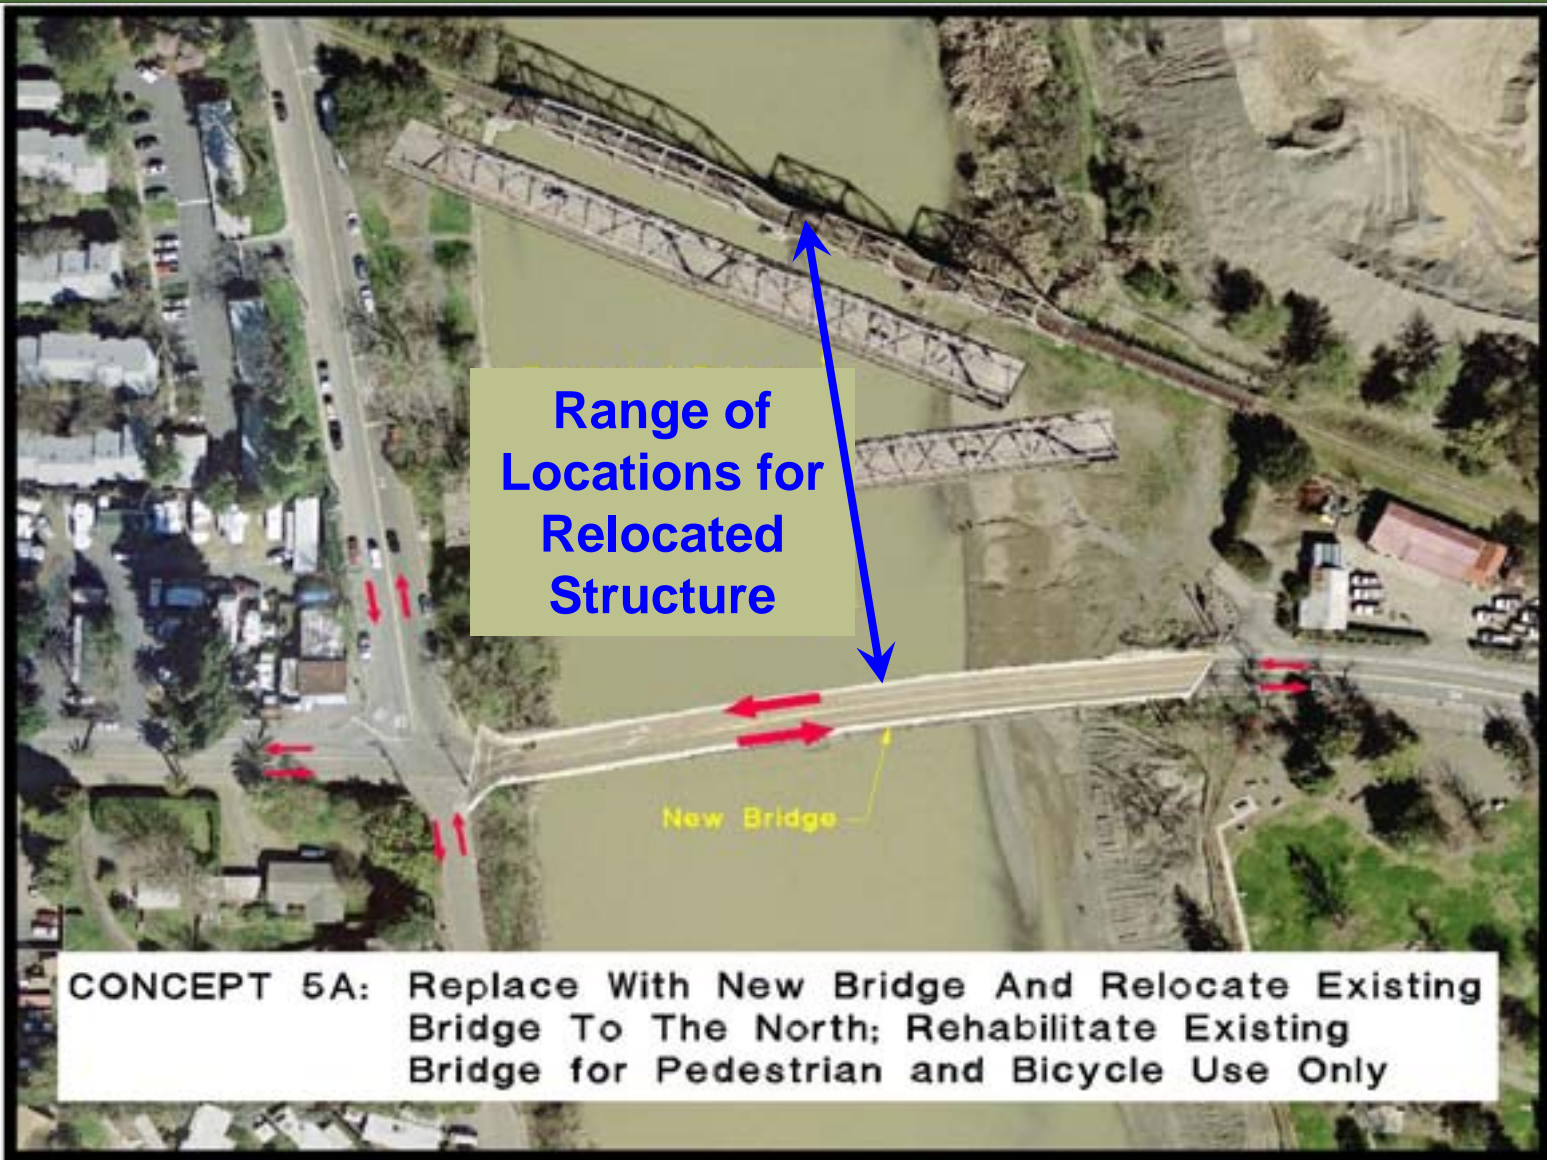 Range of
Locations for
Relocated
Structure
New Bridge
CONCEPT 5A: Replace With New Bridge And Relocate Existing
Bridge To The North; Rehabilitate Existing
Bridge for Pedestrian and Bicycle Use Only